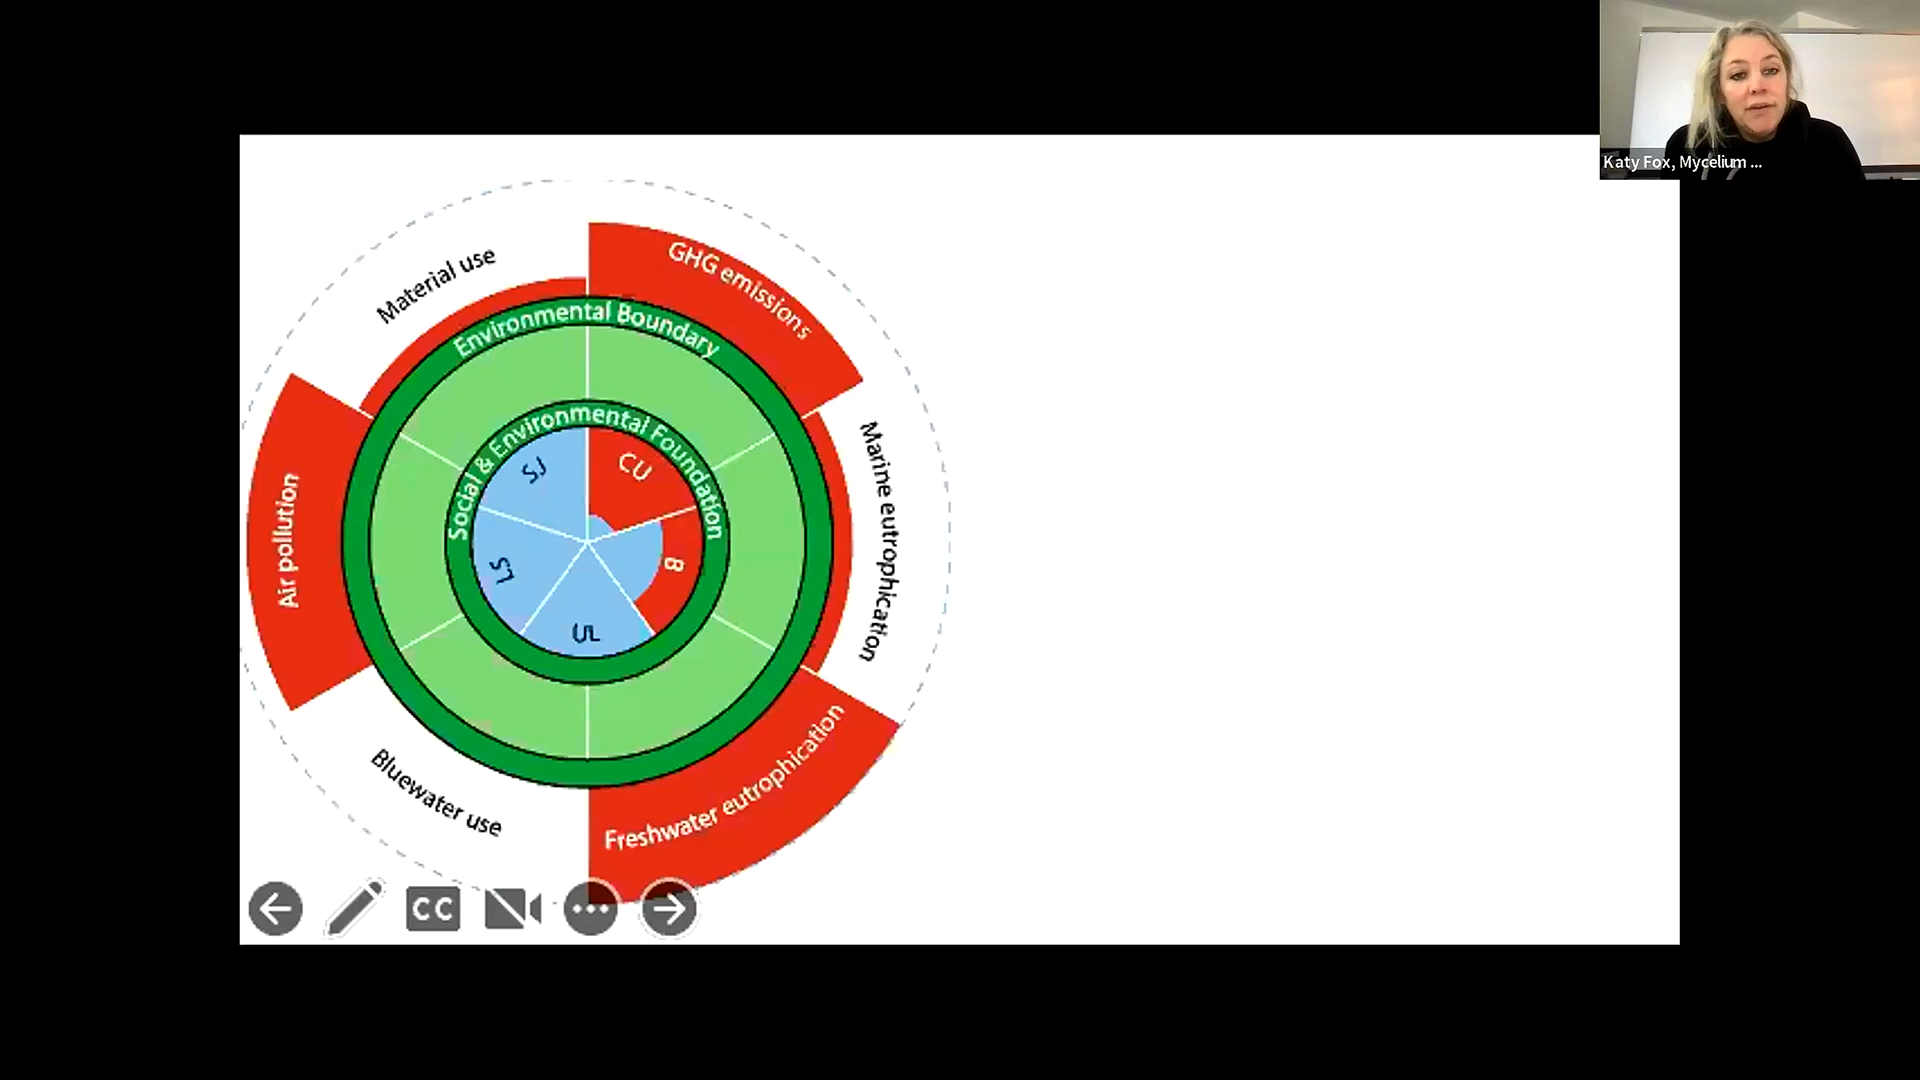 Katy Fox, Mycelium ...
Material use
GHG emissions
Environmental Boundary
Social & Environmental Foundation
SJ
CU
LS
B
UL
Air pollution
Marine eutrophication
Bluewater use
Freshwater eutrophication
CC